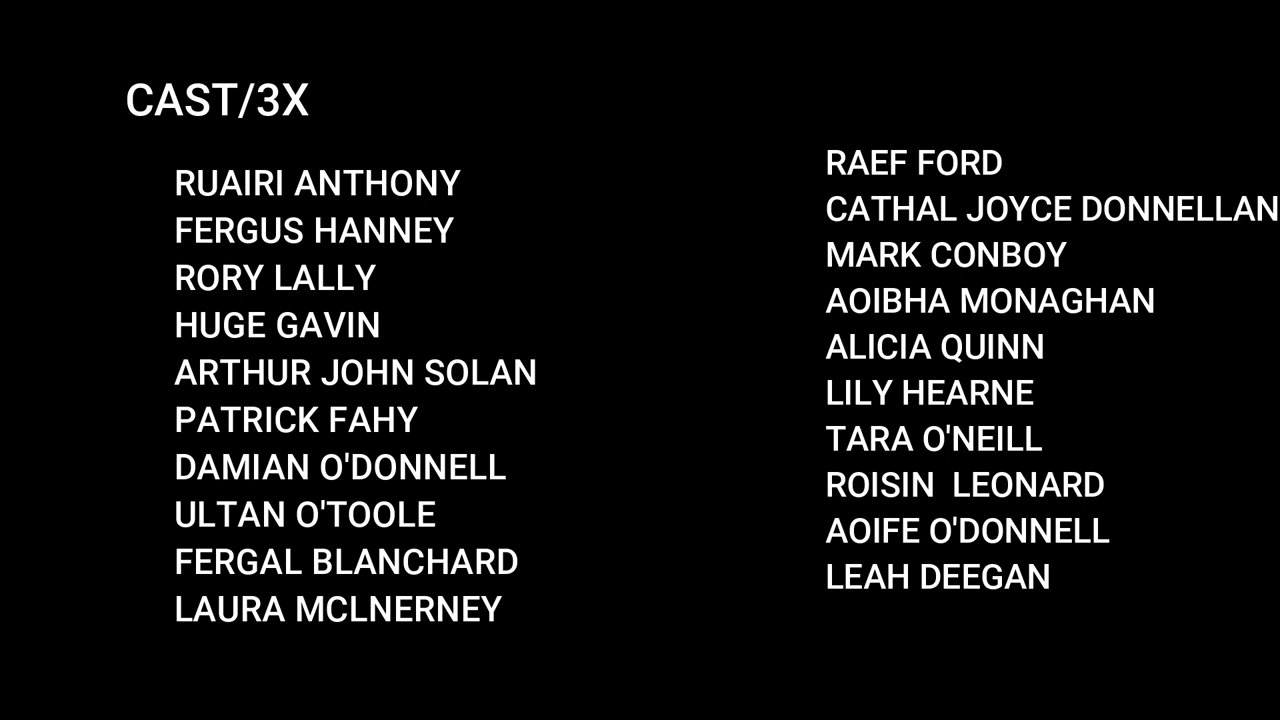 CAST/3X
RUAIRI ANTHONY
FERGUS HANNEY
RORY LALLY
HUGE GAVIN
ARTHUR JOHN SOLAN
PATRICK FAHY
DAMIAN O'DONNELL
ULTAN O'TOOLE
FERGAL BLANCHARD
LAURA MCLNERNEY
RAEF FORD
CATHAL JOYCE DONNELLAN
MARK CONBOY
AOIBHA MONAGHAN
ALICIA QUINN
LILY HEARNE
TARA O'NEILL
ROISIN  LEONARD
AOIFE O'DONNELL
LEAH DEEGAN